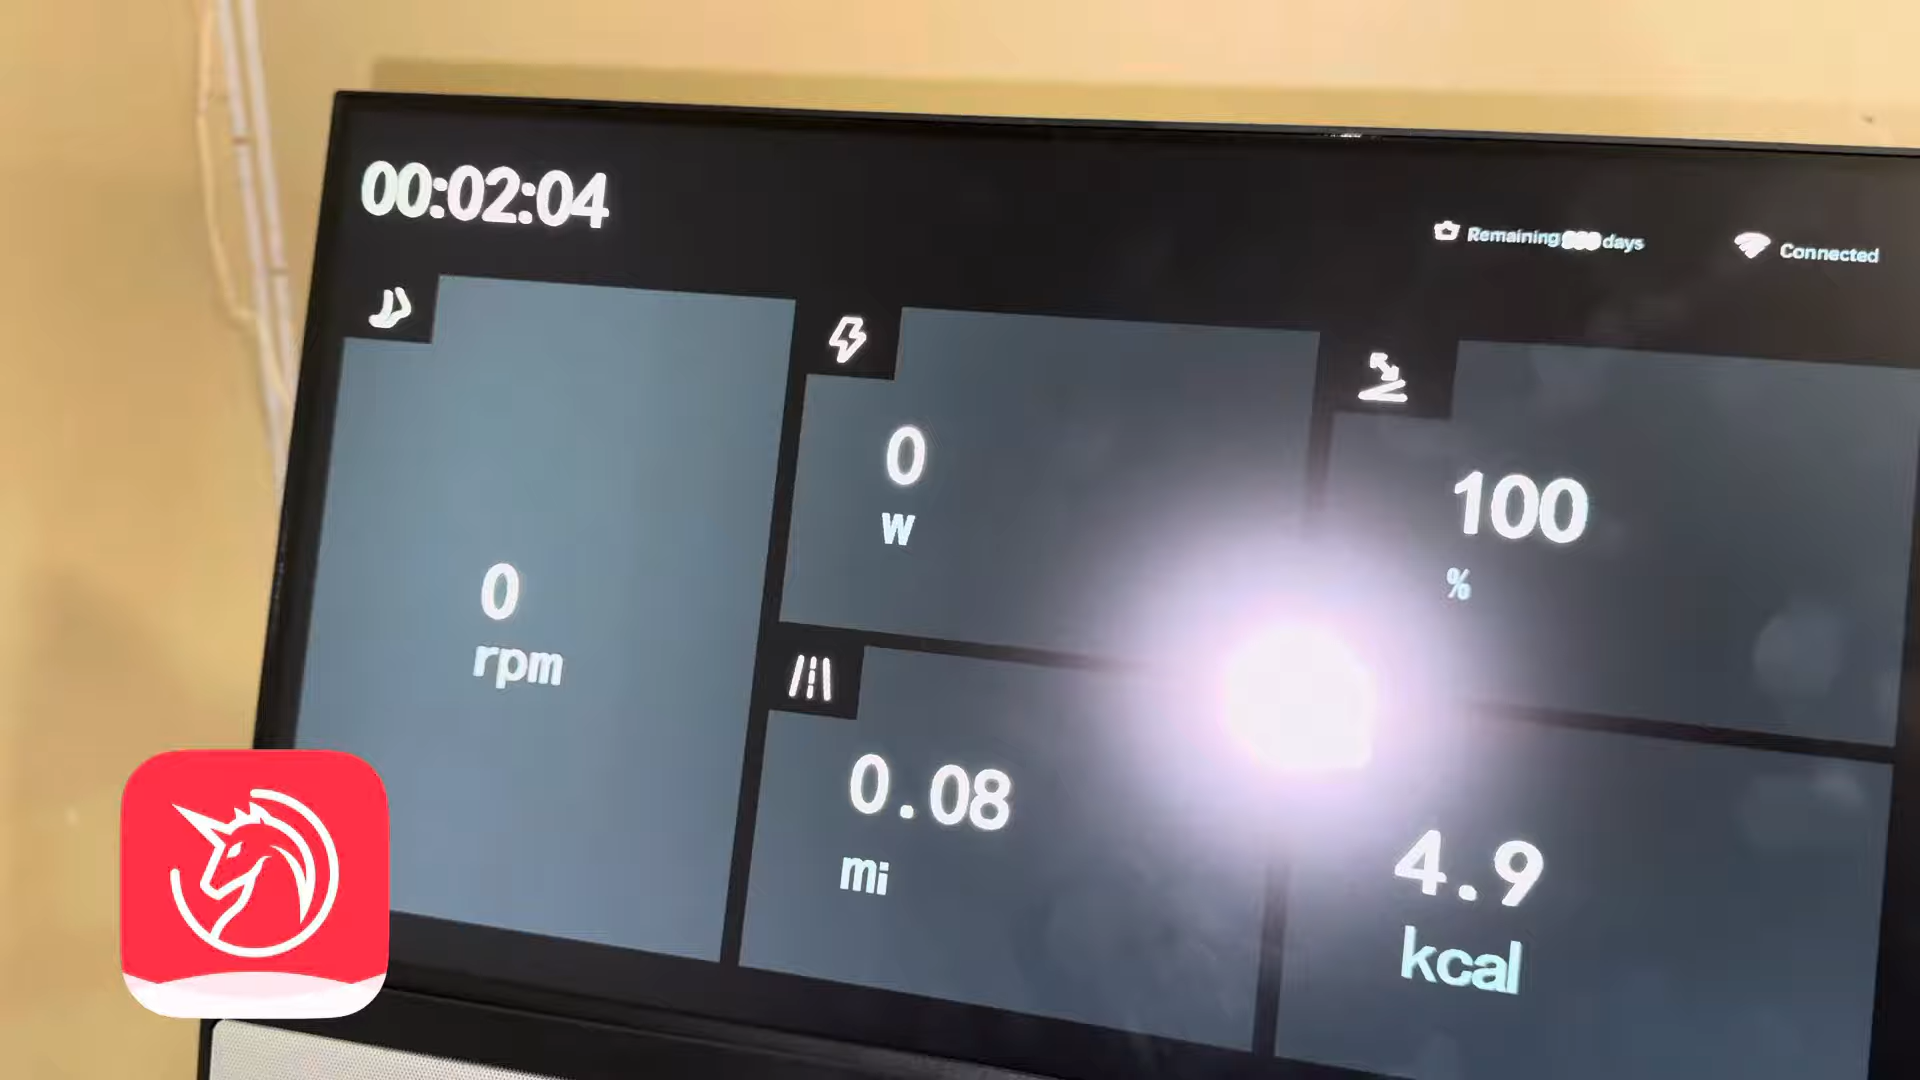 00:02:04
Remaining days
Connected
0
rpm
0
W
100
%
0.08
mi
4.9
kcal